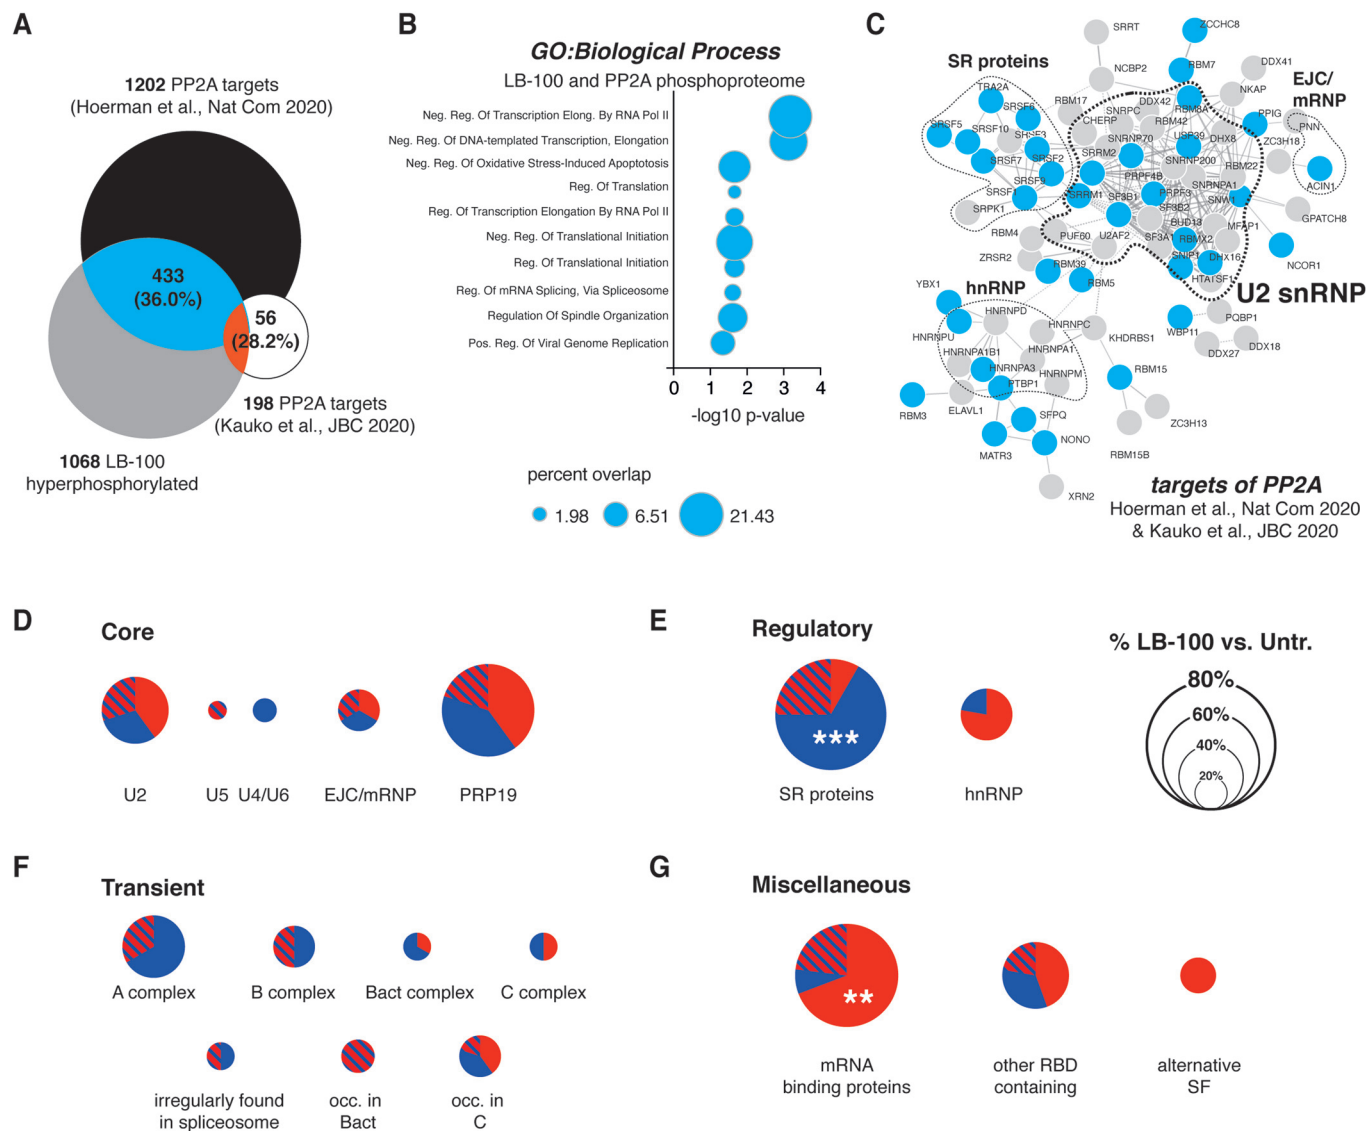 A
1202 PP2A targets
(Hoerman et al., Nat Com 2020)
433
(36.0%)
56
(28.2%)
198 PP2A targets
(Kauko et al., JBC 2020)
1068 LB-100
hyperphosphorylated
B
GO:Biological Process
LB-100 and PP2A phosphoproteome
Neg. Reg. Of Transcription Elong. By RNA Pol II
Neg. Reg. Of DNA-templated Transcription, Elongation
Neg. Reg. Of Oxidative Stress-Induced Apoptotosis
Reg. Of Translation
Reg. Of Transcription Elongation By RNA Pol II
Neg. Reg. Of Translational Initiation
Reg. Of Translational Initiation
Reg. Of mRNA Splicing, Via Spliceosome
Regulation Of Spindle Organization
Pos. Reg. Of Viral Genome Replication
0 1 2 3 4
-log10 p-value
percent overlap
1.98 6.51 21.43
C
SRRT
ZCCHC8
SR proteins
NCBP2
RBM7
DDX41
EJC/
mRNP
TRA2A
NKAP
SRSF6
RBM17
DDX42
SNRPC
RBM8A
PPIG
PNN
SRSF5
SRSF10
SRSF3
CHERP
RBM42
USP39
DHX8
ZC3H18
SRSF7
SRSF2
SRRM2
SNRNP70
SNRNP200
RBM22
SRSF9
PRPF4B
SNRNPA1
ACIN1
SRSF1
SRRM1
SF3B1
PRPF3
SNW1
SRPK1
SF3B2
BUD13
MFAP1
GPATCH8
RBM4
PUF60
U2AF2
SF3A1
RBMX2
ZRSR2
RBM39
SNIP1
DHX16
NCOR1
YBX1
hnRNP
RBM5
HTATSF1
U2 snRNP
HNRNPD
HNRNPU
HNRNPC
KHDRBS1
WBP11
PQBP1
HNRNPA1B1
HNRNPA1
DDX27
DDX18
HNRNPA3
HNRNPM
PTBP1
RBM15
RBM3
ELAVL1
SFPQ
ZC3H13
MATR3
NONO
RBM15B
XRN2
targets of PP2A
Hoerman et al., Nat Com 2020
& Kauko et al., JBC 2020
D
Core
U2 U5 U4/U6 EJC/mRNP PRP19
E
Regulatory
***
SR proteins hnRNP
% LB-100 vs. Untr.
80%
60%
40%
20%
F
Transient
A complex B complex Bact complex C complex
irregularly found
in spliceosome
occ. in
Bact
occ. in
C
G
Miscellaneous
**
mRNA
binding proteins
other RBD
containing
alternative
SF